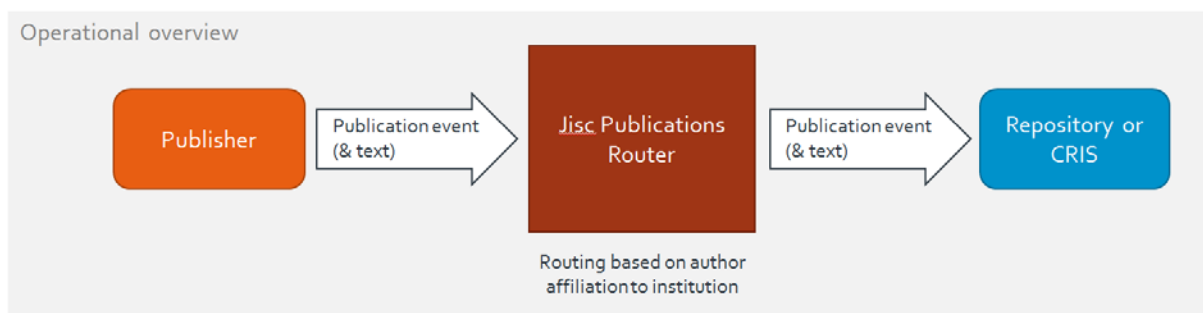 Operational overview
Publisher
Publication event
(& text)
Jisc Publications
Router
Publication event
(& text)
Repository or
CRIS
Routing based on author
affiliation to institution